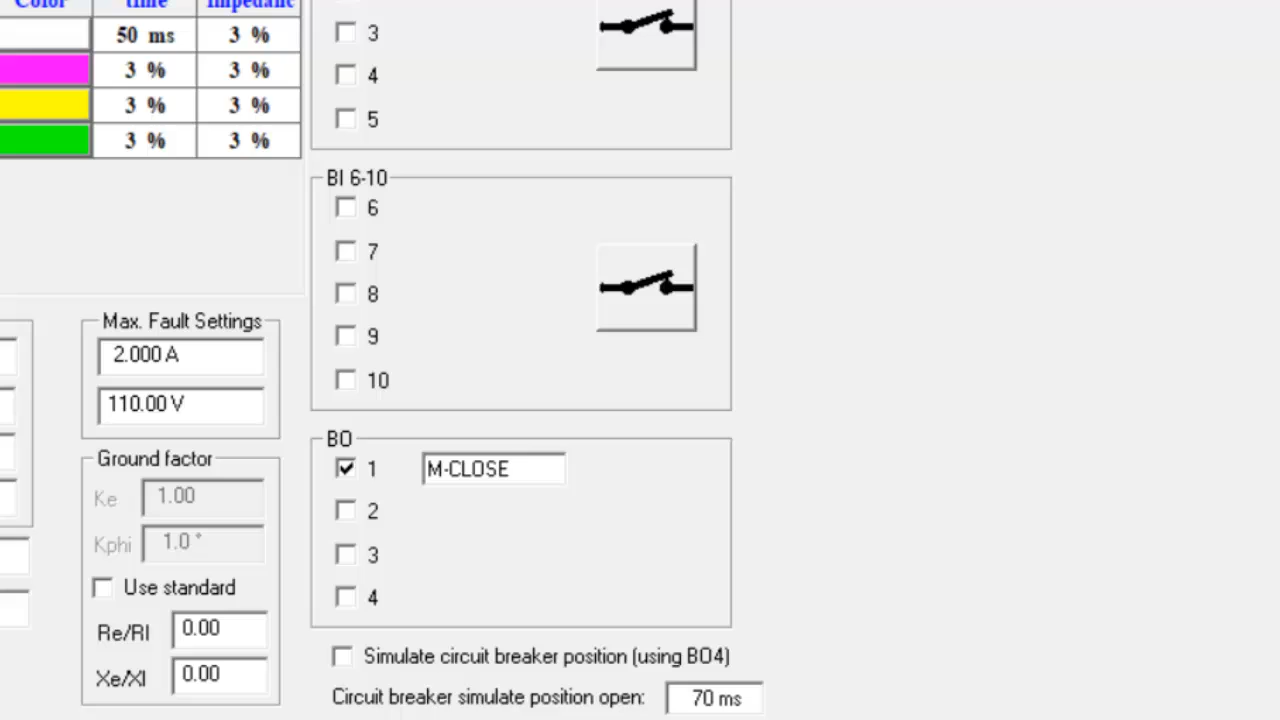 Color time Impedanc
50 ms 3 %
3 % 3 %
3 % 3 %
3 % 3 %
3
4
5
BI 6-10
6
7
8
9
10
Max. Fault Settings
2.000 A
110.00 V
Ground factor
Ke 1.00
Kphi 1.0 °
Use standard
Re/Rl 0.00
Xe/Xl 0.00
BO
1 M-CLOSE
2
3
4
Simulate circuit breaker position (using BO4)
Circuit breaker simulate position open: 70 ms